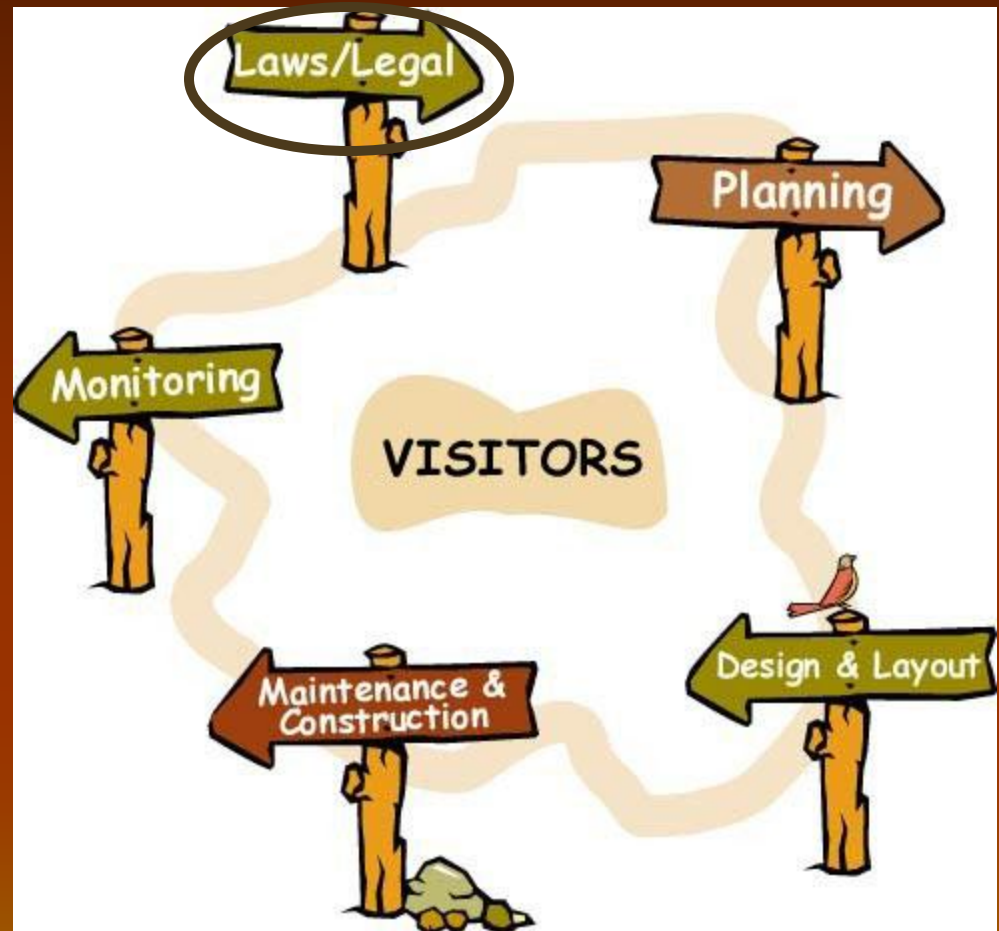 Laws/Legal
Planning
Monitoring
VISITORS
Design & Layout
Maintenance &
Construction